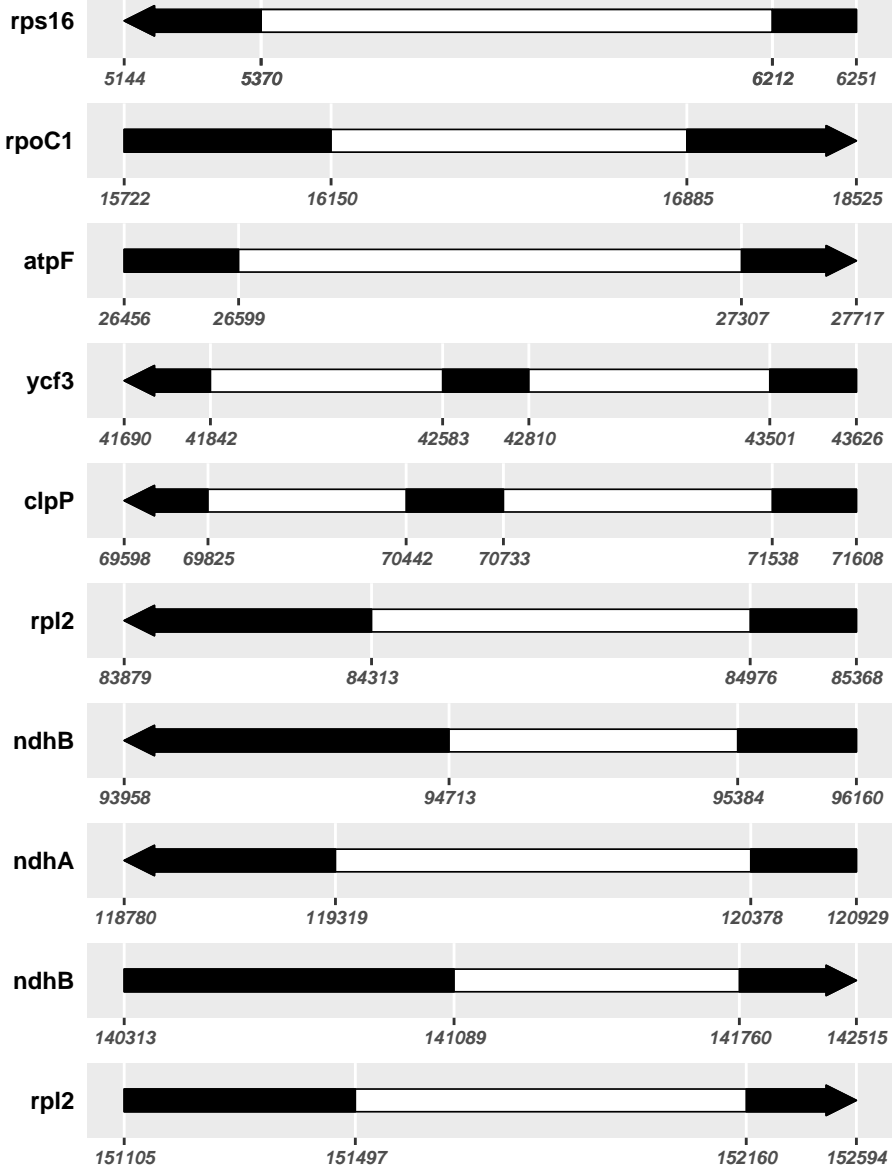 rps16
5144 5370 6212 6251
rpoC1
15722 16150 16885 18525
atpF
26456 26599 27307 27717
ycf3
41690 41842 42583 42810 43501 43626
clpP
69598 69825 70442 70733 71538 71608
rpl2
83879 84313 84976 85368
ndhB
93958 94713 95384 96160
ndhA
118780 119319 120378 120929
ndhB
140313 141089 141760 142515
rpl2
151105 151497 152160 152594